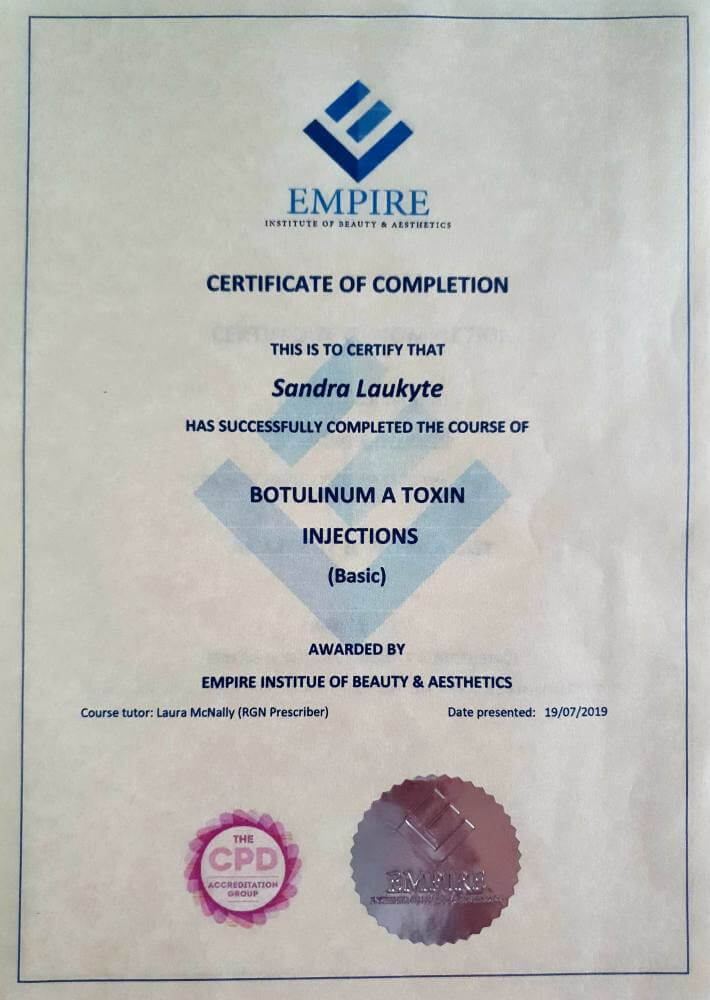 EMPIRE
INSTITUTE OF BEAUTY & AESTHETICS
CERTIFICATE OF COMPLETION
THIS IS TO CERTIFY THAT
Sandra Laukyte
HAS SUCCESSFULLY COMPLETED THE COURSE OF
BOTULINUM A TOXIN
INJECTIONS
(Basic)
AWARDED BY
EMPIRE INSTITUE OF BEAUTY & AESTHETICS
Course tutor: Laura McNally (RGN Prescriber) Date presented: 19/07/2019
THE
CPD
ACCREDITATION
GROUP
EMPIRE